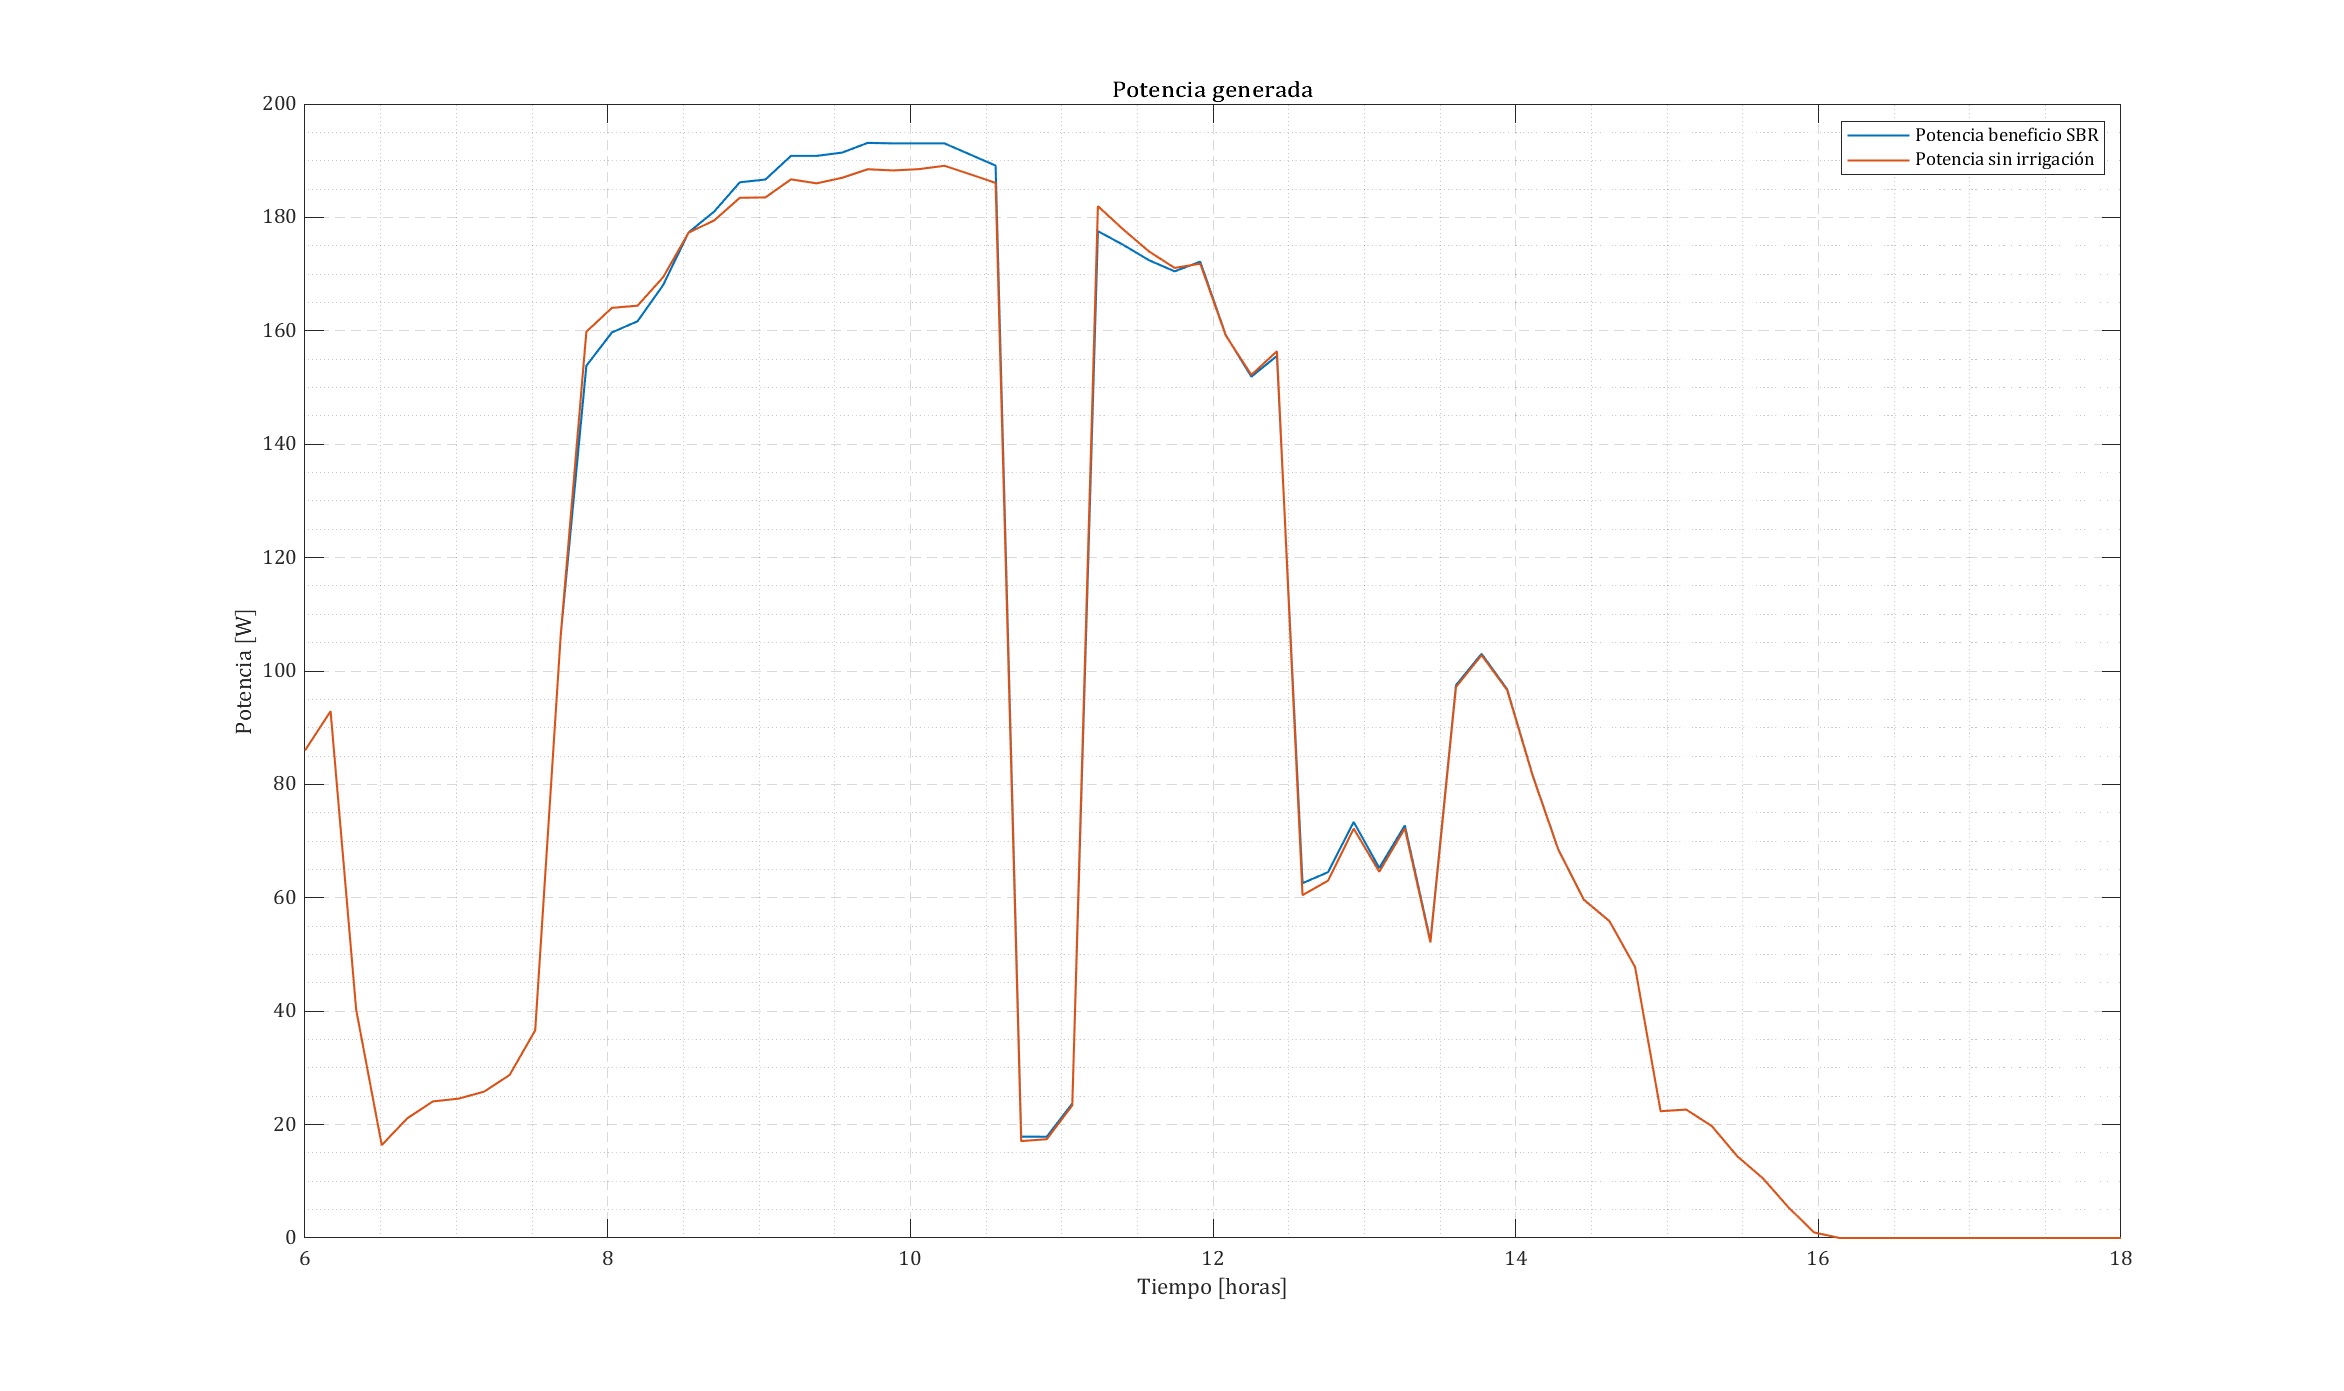 Potencia generada
Potencia beneficio SBR
Potencia sin irrigación
200
180
160
140
120
100
80
60
40
20
0
Potencia [W]
6 8 10 12 14 16 18
Tiempo [horas]